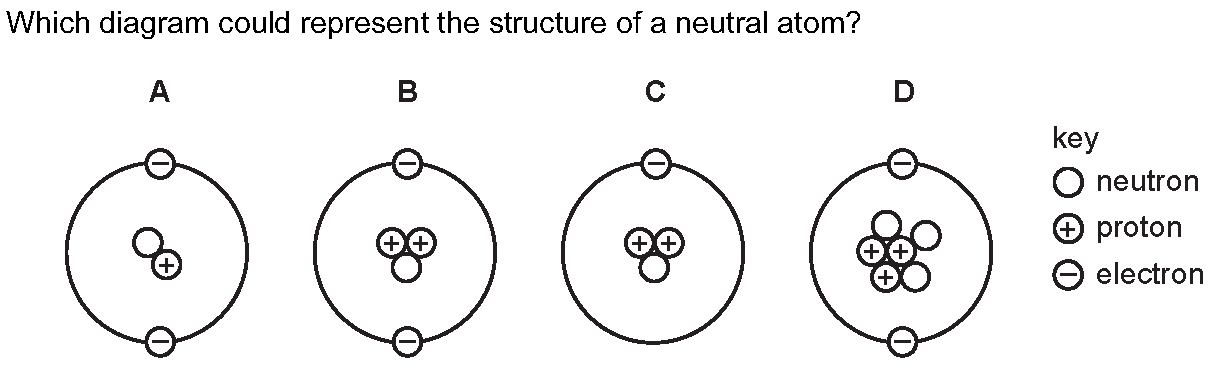 Which diagram could represent the structure of a neutral atom?
A B C D
key
neutron
proton
electron